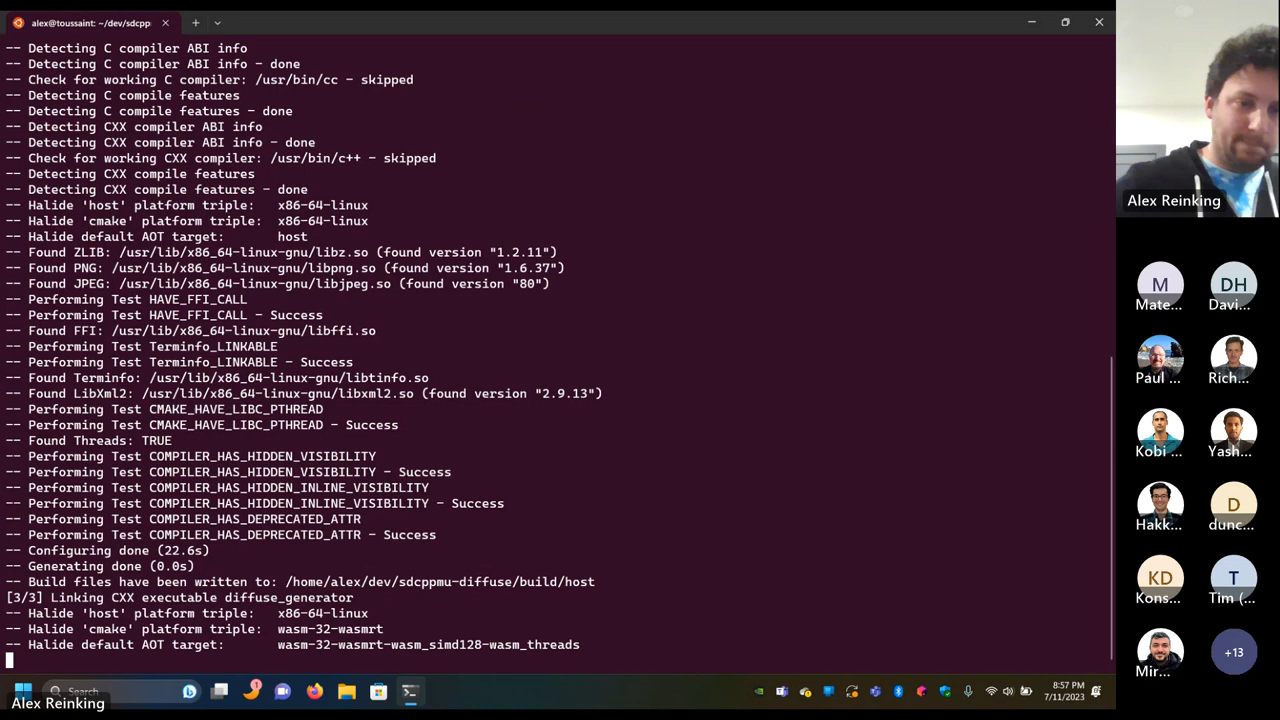 alex@toussaint: ~/dev/sdcpp
-- Detecting C compiler ABI info
-- Detecting C compiler ABI info - done
-- Check for working C compiler: /usr/bin/cc - skipped
-- Detecting C compile features
-- Detecting C compile features - done
-- Detecting CXX compiler ABI info
-- Detecting CXX compiler ABI info - done
-- Check for working CXX compiler: /usr/bin/c++ - skipped
-- Detecting CXX compile features
-- Detecting CXX compile features - done
-- Halide 'host' platform triple:   x86-64-linux
-- Halide 'cmake' platform triple:  x86-64-linux
-- Halide default AOT target:       host
-- Found ZLIB: /usr/lib/x86_64-linux-gnu/libz.so (found version "1.2.11")
-- Found PNG: /usr/lib/x86_64-linux-gnu/libpng.so (found version "1.6.37")
-- Found JPEG: /usr/lib/x86_64-linux-gnu/libjpeg.so (found version "80")
-- Performing Test HAVE_FFI_CALL
-- Performing Test HAVE_FFI_CALL - Success
-- Found FFI: /usr/lib/x86_64-linux-gnu/libffi.so
-- Performing Test Terminfo_LINKABLE
-- Performing Test Terminfo_LINKABLE - Success
-- Found Terminfo: /usr/lib/x86_64-linux-gnu/libtinfo.so
-- Found LibXml2: /usr/lib/x86_64-linux-gnu/libxml2.so (found version "2.9.13")
-- Performing Test CMAKE_HAVE_LIBC_PTHREAD
-- Performing Test CMAKE_HAVE_LIBC_PTHREAD - Success
-- Found Threads: TRUE
-- Performing Test COMPILER_HAS_HIDDEN_VISIBILITY
-- Performing Test COMPILER_HAS_HIDDEN_VISIBILITY - Success
-- Performing Test COMPILER_HAS_HIDDEN_INLINE_VISIBILITY
-- Performing Test COMPILER_HAS_HIDDEN_INLINE_VISIBILITY - Success
-- Performing Test COMPILER_HAS_DEPRECATED_ATTR
-- Performing Test COMPILER_HAS_DEPRECATED_ATTR - Success
-- Configuring done (22.6s)
-- Generating done (0.0s)
-- Build files have been written to: /home/alex/dev/sdcppmu-diffuse/build/host
[3/3] Linking CXX executable diffuse_generator
-- Halide 'host' platform triple:   x86-64-linux
-- Halide 'cmake' platform triple:  wasm-32-wasmrt
-- Halide default AOT target:       wasm-32-wasmrt-wasm_simd128-wasm_threads
Search
8:57 PM
7/11/2023
Alex Reinking
Alex Reinking
M DH
Mate... Davi...
Paul ... Rich...
Kobi ... Yash...
D
Hakk... dunc...
KD T
Kons... Tim (...
+13
Mir...